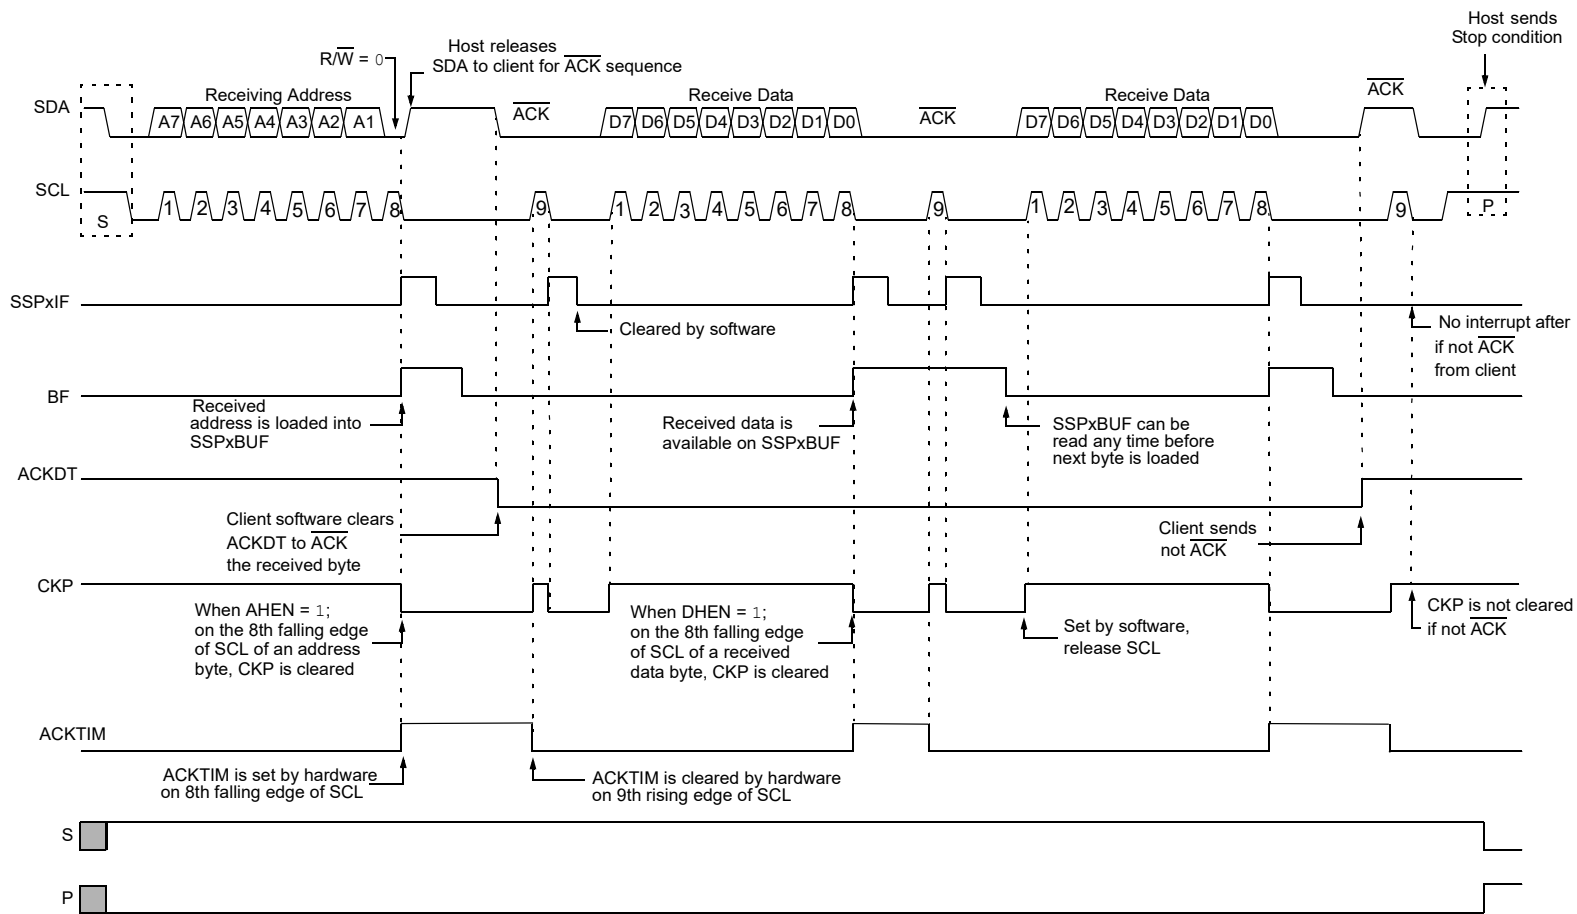 Host sends
Stop condition
Host releases
SDA to client for ACK sequence
R/W = 0
SDA
Receiving Address
ACK
Receive Data
ACK
Receive Data
ACK
A7 A6 A5 A4 A3 A2 A1
D7 D6 D5 D4 D3 D2 D1 D0
D7 D6 D5 D4 D3 D2 D1 D0
SCL
S
1 2 3 4 5 6 7 8 9
1 2 3 4 5 6 7 8 9
1 2 3 4 5 6 7 8 9
P
SSPxIF
Cleared by software
No interrupt after
if not ACK
from client
BF
Received
address is loaded into
SSPxBUF
Received data is
available on SSPxBUF
SSPxBUF can be
read any time before
next byte is loaded
ACKDT
Client software clears
ACKDT to ACK
the received byte
Client sends
not ACK
CKP
When AHEN = 1;
on the 8th falling edge
of SCL of an address
byte, CKP is cleared
When DHEN = 1;
on the 8th falling edge
of SCL of a received
data byte, CKP is cleared
Set by software,
release SCL
CKP is not cleared
if not ACK
ACKTIM
ACKTIM is set by hardware
on 8th falling edge of SCL
ACKTIM is cleared by hardware
on 9th rising edge of SCL
S
P